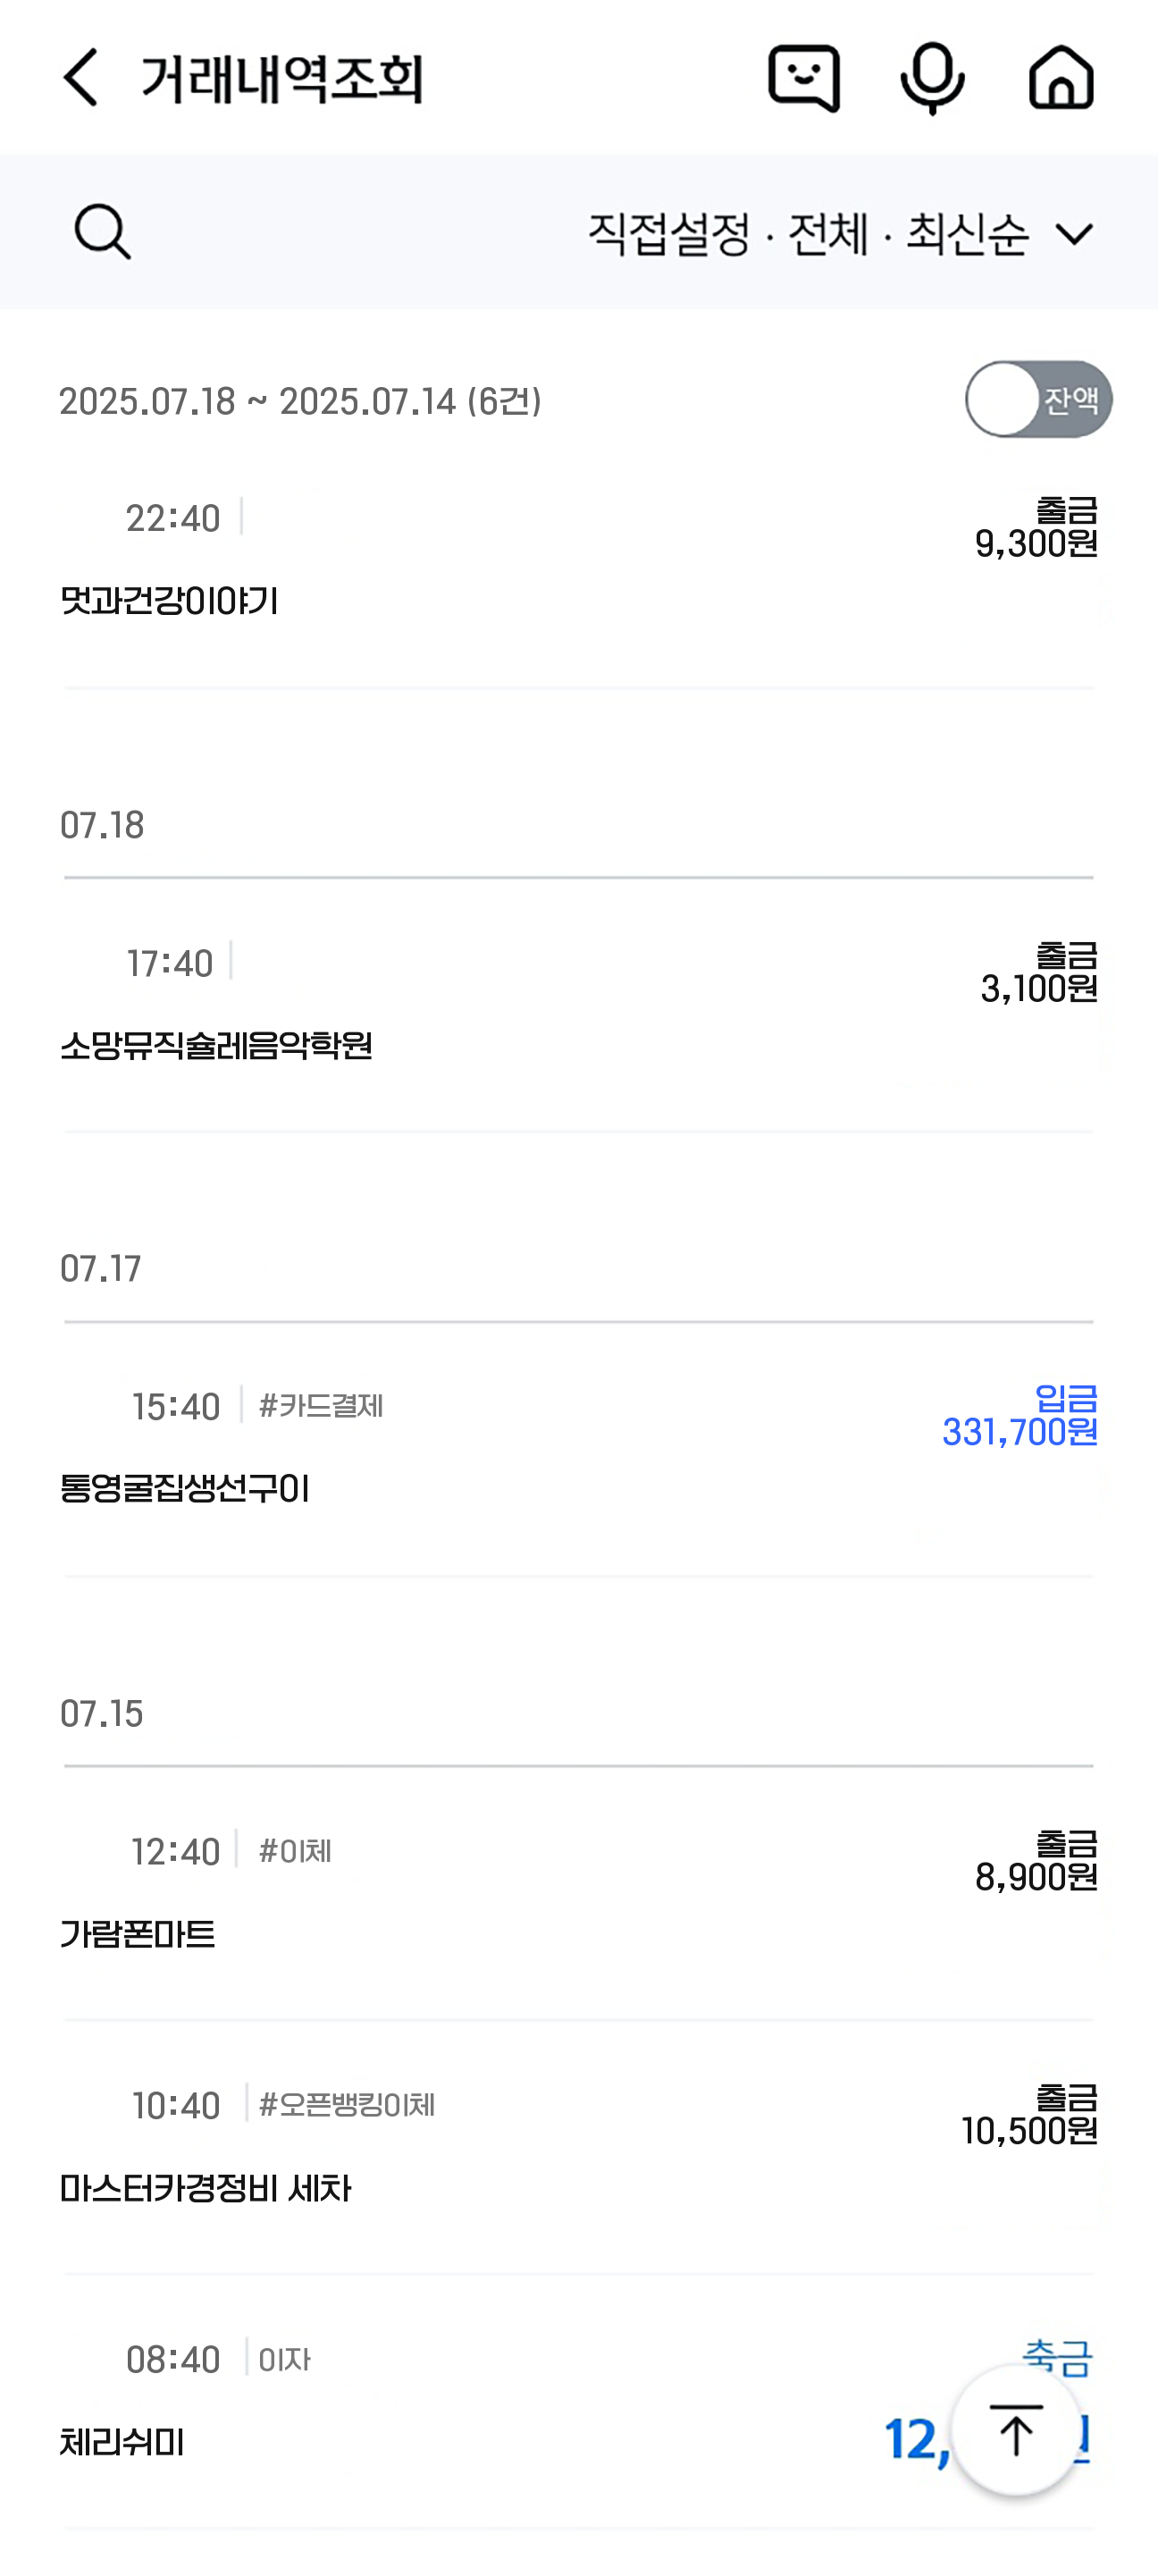 거래내역조회
직접설정 · 전체 · 최신순
2025.07.18 ~ 2025.07.14 (6건)
잔액
22:40
출금
9,300원
멋과건강이야기
07.18
17:40
출금
3,100원
소망뮤직슐레음악학원
07.17
15:40 #카드결제
입금
331,700원
통영굴집생선구이
07.15
12:40 #이체
출금
8,900원
가람폰마트
10:40 #오픈뱅킹이체
출금
10,500원
마스터카경정비 세차
08:40 이자
체리쉬미
12,